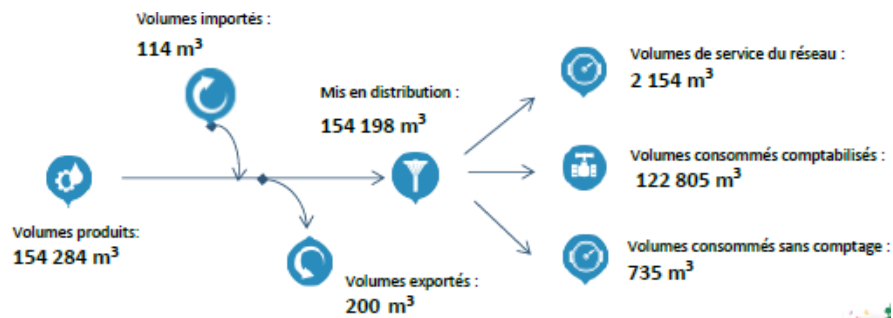 Volumes importés :
114 m³
Volumes de service du réseau :
2 154 m³
Mis en distribution :
154 198 m³
Volumes consommés comptabilisés :
122 805 m³
Volumes produits:
154 284 m³
Volumes consommés sans comptage :
735 m³
Volumes exportés :
200 m³